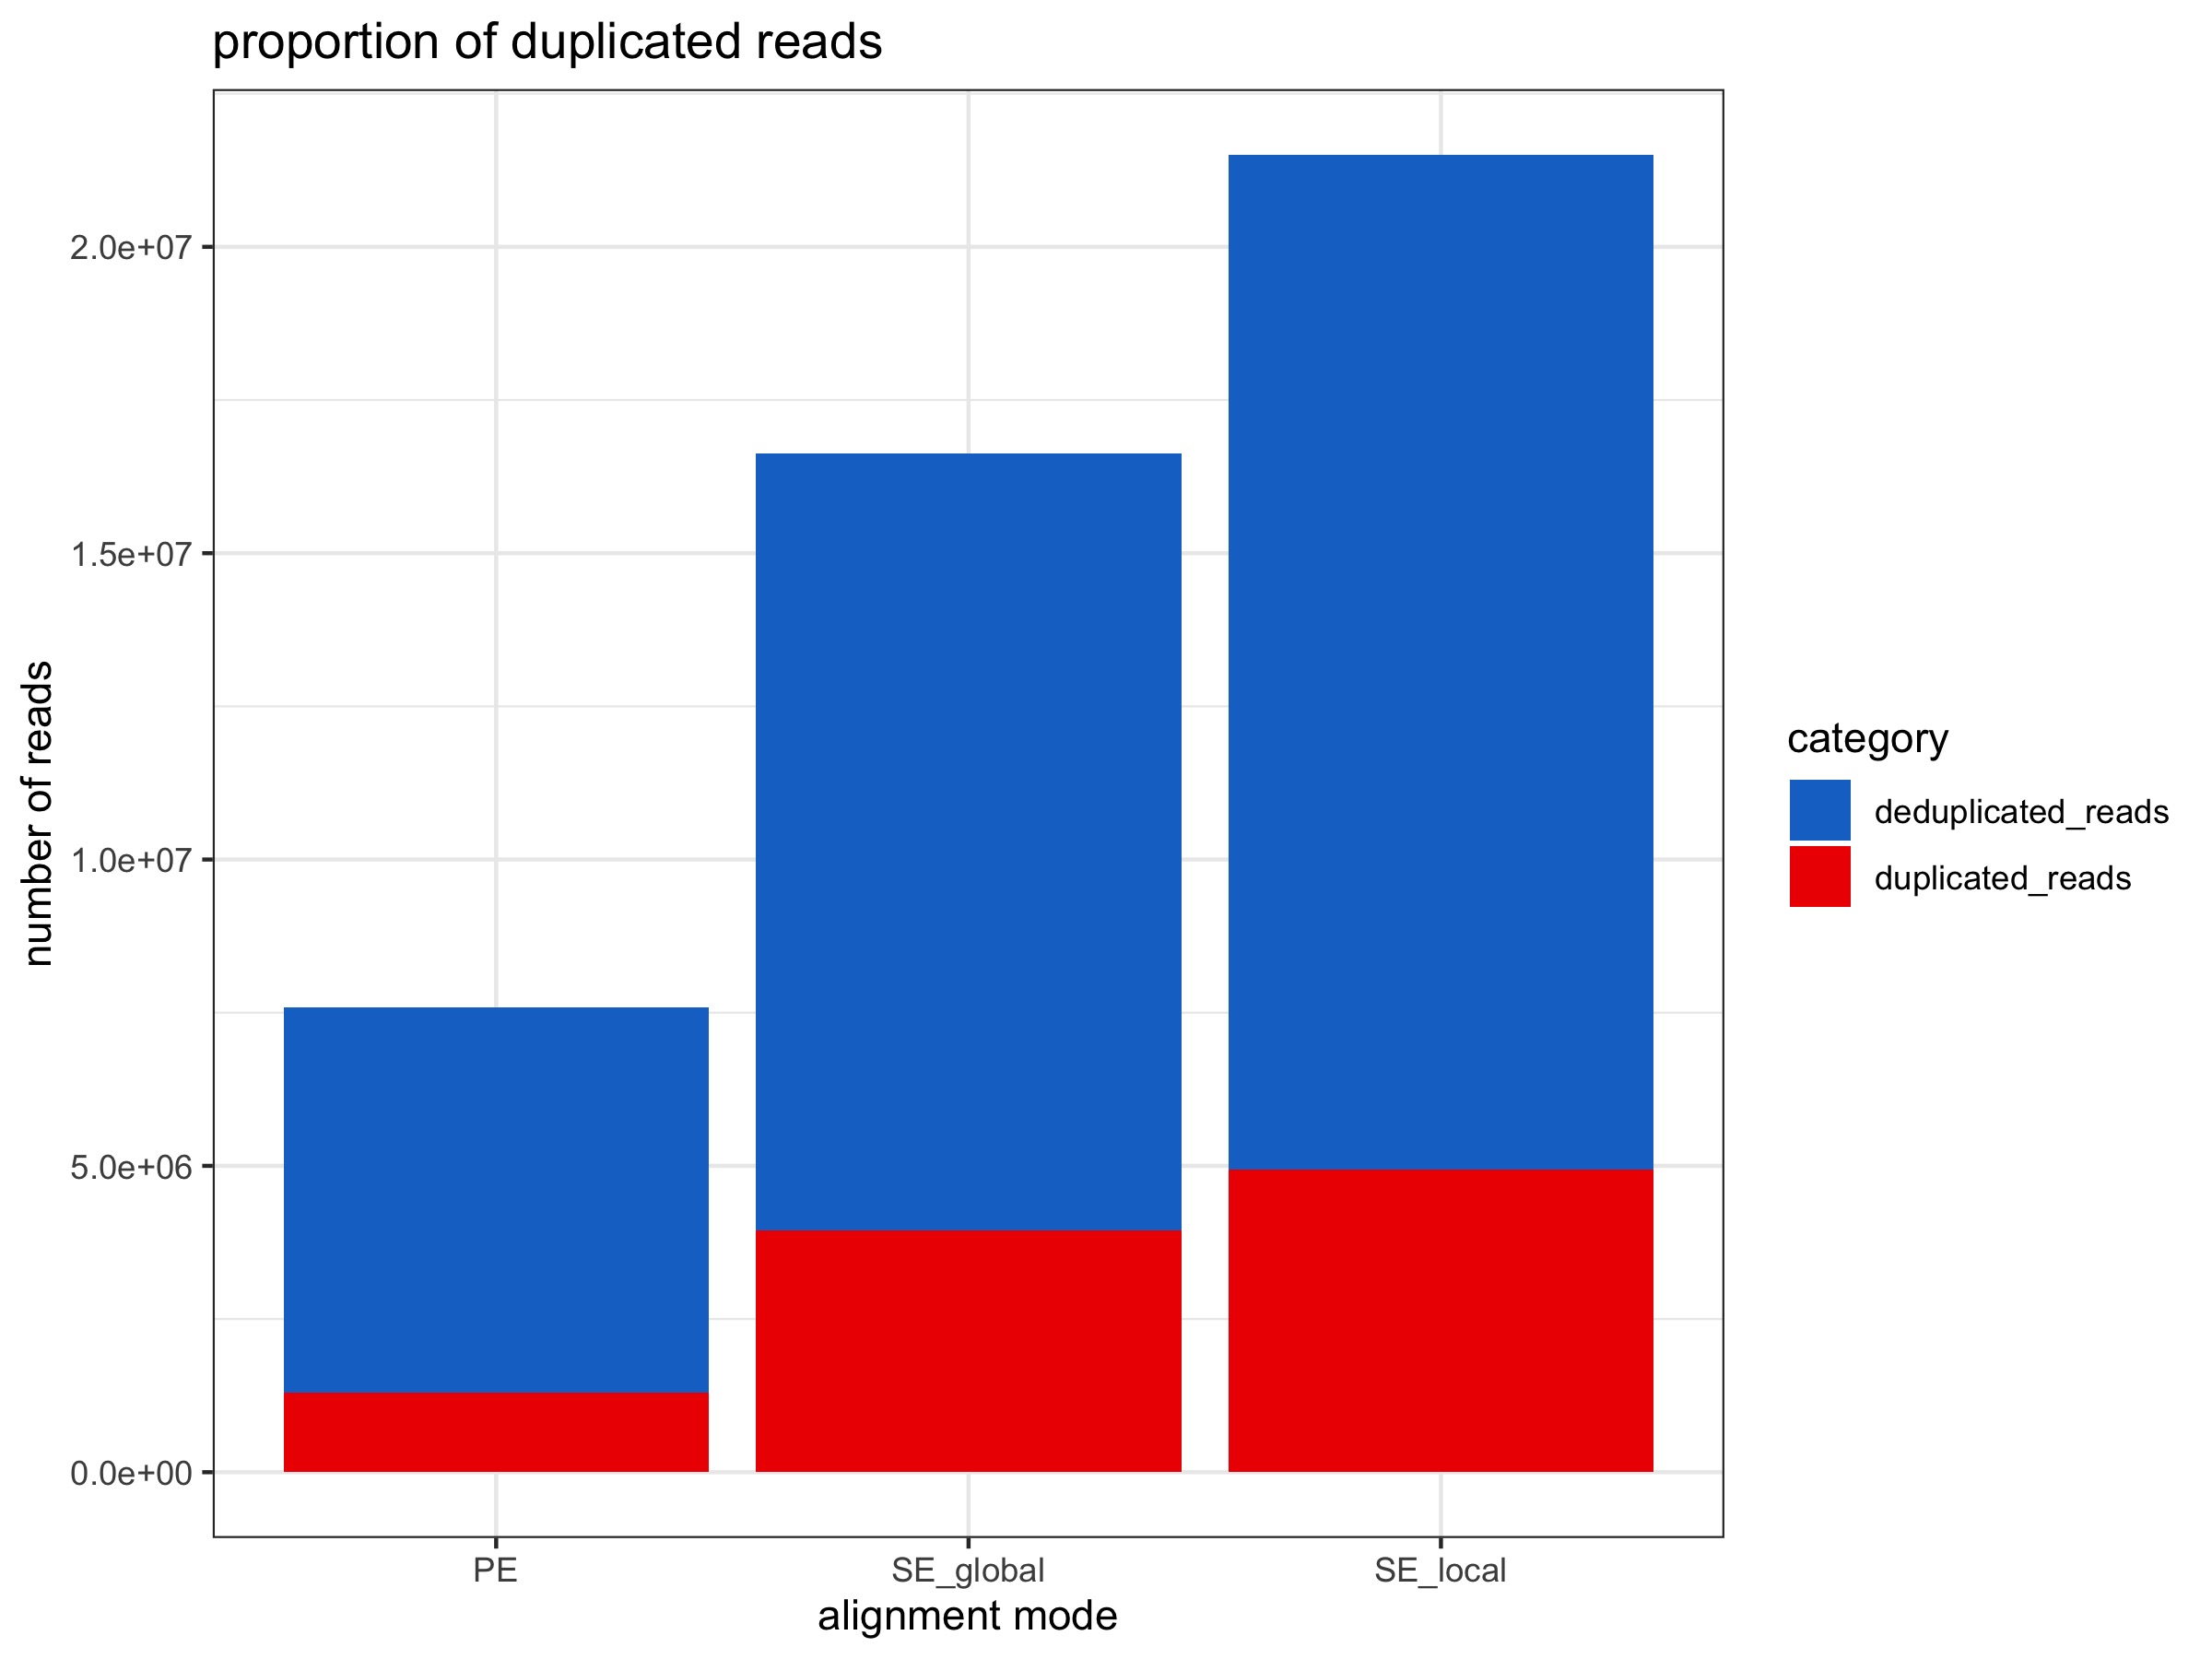 proportion of duplicated reads
number of reads
2.0e+07
1.5e+07
1.0e+07
5.0e+06
0.0e+00
PE
SE_global
SE_local
alignment mode
category
deduplicated_reads
duplicated_reads